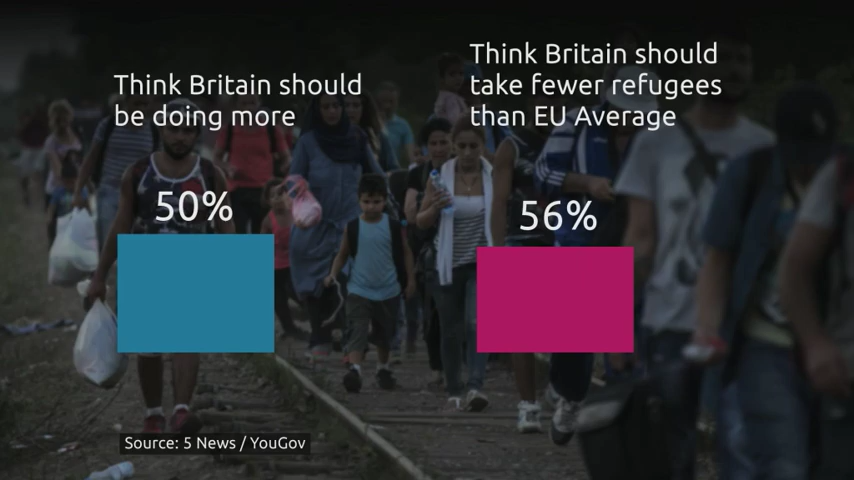 Think Britain should
be doing more
50%
Think Britain should
take fewer refugees
than EU Average
56%
Source: 5 News / YouGov